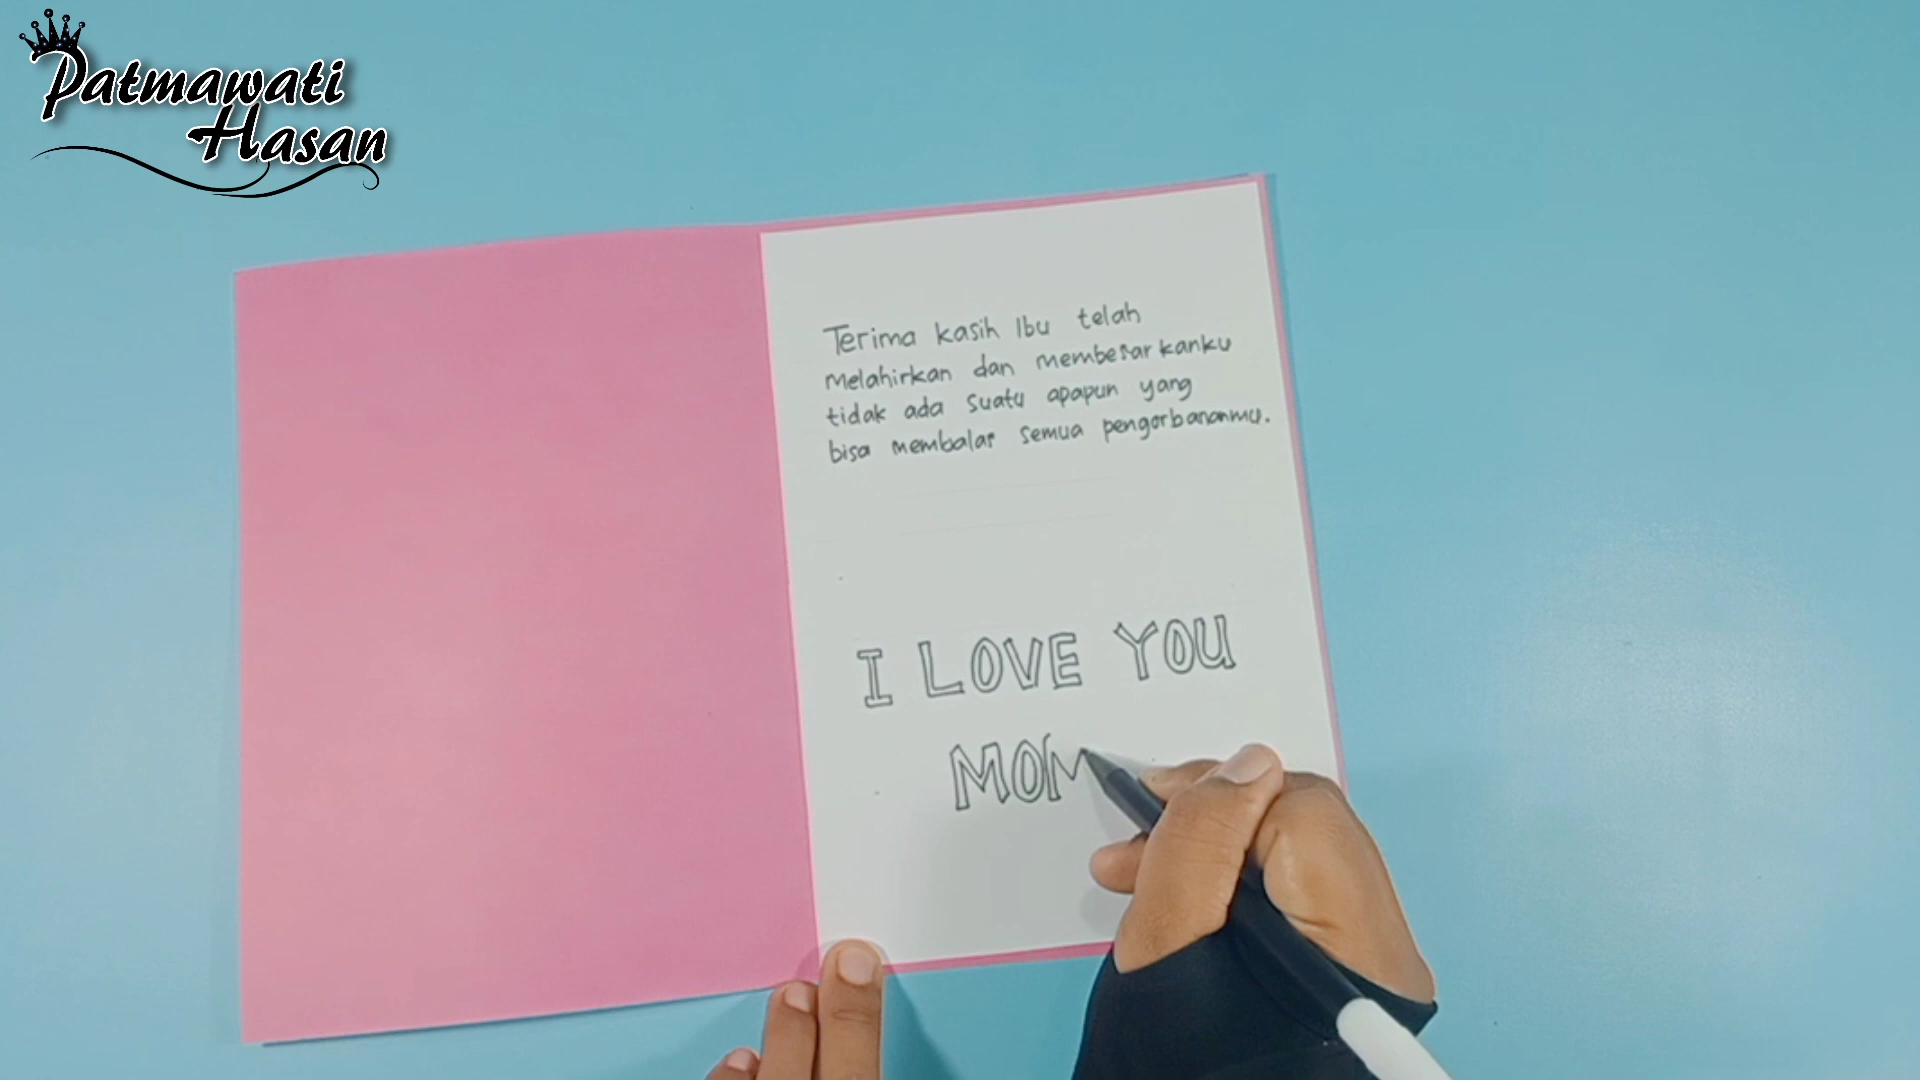 Patmawati
Hasan
Terima kasih Ibu telah
melahirkan dan membesarkanku
tidak ada suatu apapun yang
bisa membalas semua pengorbananmu.
I LOVE YOU
MOM